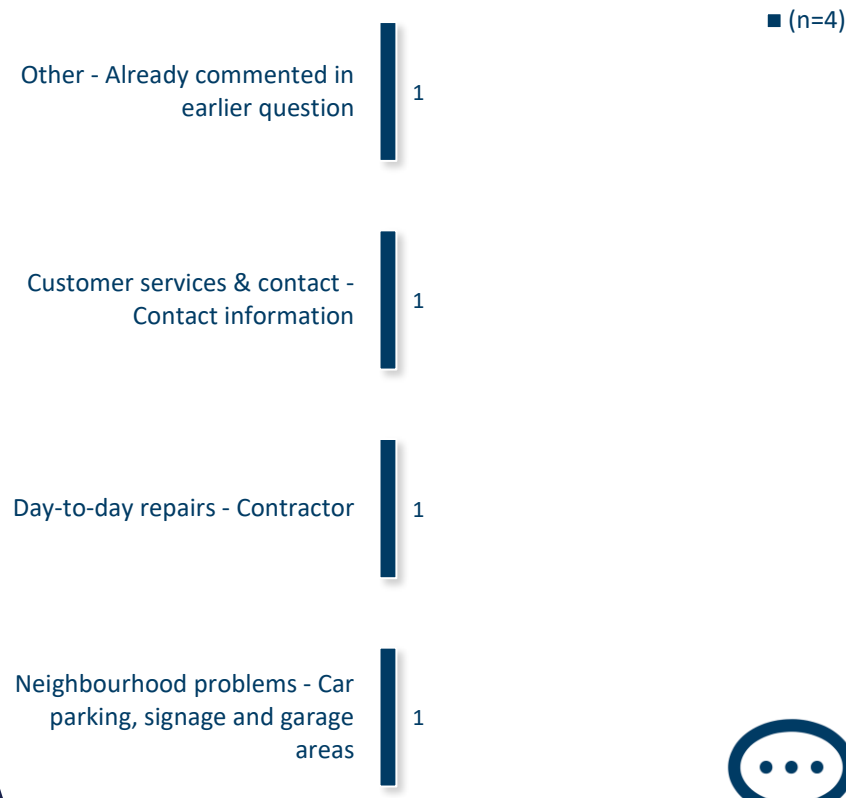 (n=4)
Other - Already commented in
earlier question
1
Customer services & contact -
Contact information
1
Day-to-day repairs - Contractor
1
Neighbourhood problems - Car
parking, signage and garage
areas
1